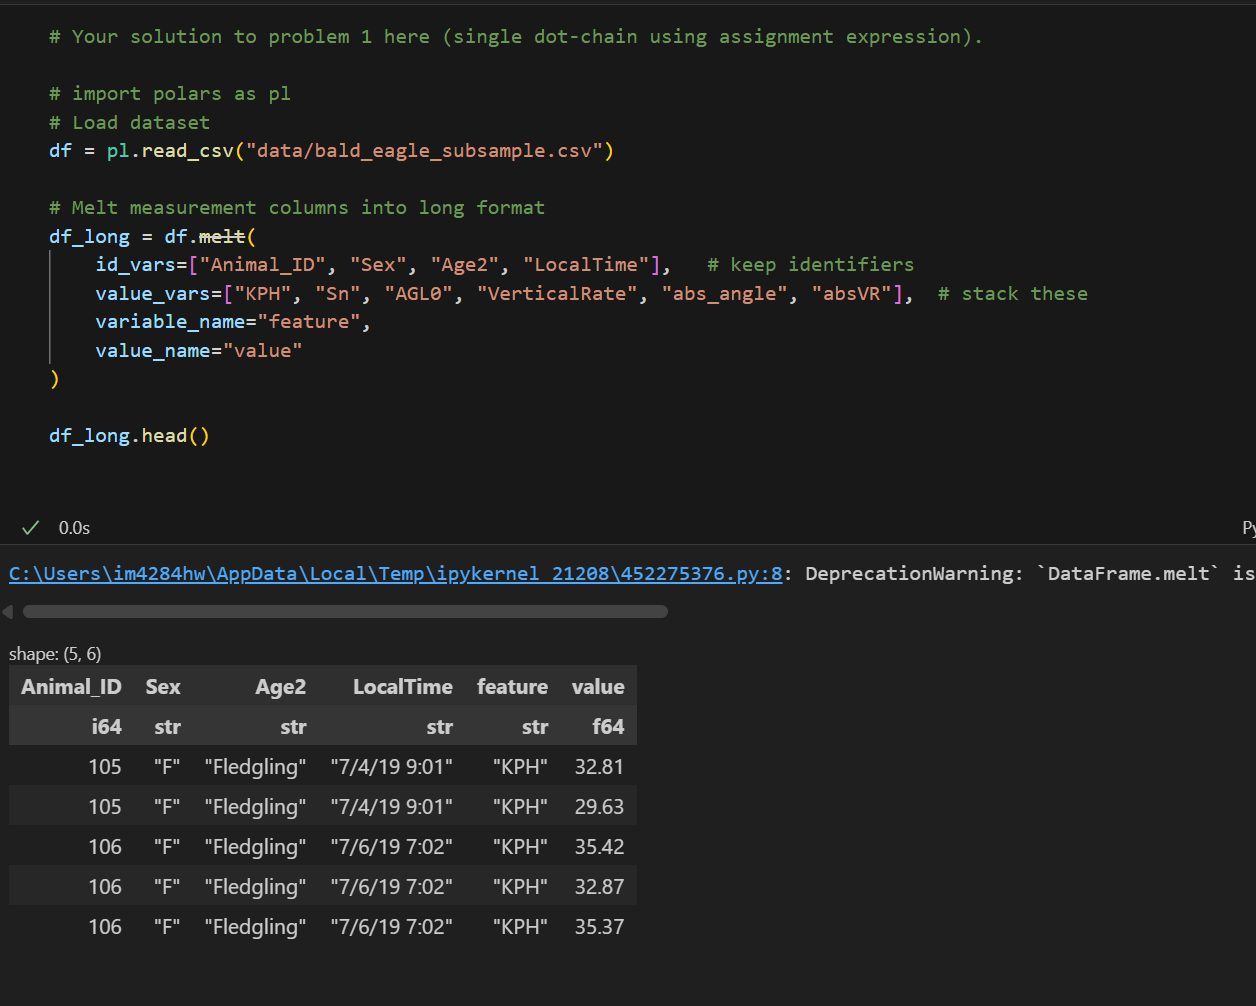 # Your solution to problem 1 here (single dot-chain using assignment expression).
# import polars as pl
# Load dataset
df = pl.read_csv("data/bald_eagle_subsample.csv")
# Melt measurement columns into long format
df_long = df.melt(
id_vars=["Animal_ID", "Sex", "Age2", "LocalTime"],   # keep identifiers
value_vars=["KPH", "Sn", "AGL0", "VerticalRate", "abs_angle", "absVR"],  # stack these
variable_name="feature",
value_name="value"
)
df_long.head()
0.0s
Py
C:\Users\im4284hw\AppData\Local\Temp\ipykernel_21208\452275376.py:8: DeprecationWarning: `DataFrame.melt` is
shape: (5, 6)
Animal_ID Sex Age2 LocalTime feature value
i64 str str str str f64
105 "F" "Fledgling" "7/4/19 9:01" "KPH" 32.81
105 "F" "Fledgling" "7/4/19 9:01" "KPH" 29.63
106 "F" "Fledgling" "7/6/19 7:02" "KPH" 35.42
106 "F" "Fledgling" "7/6/19 7:02" "KPH" 32.87
106 "F" "Fledgling" "7/6/19 7:02" "KPH" 35.37